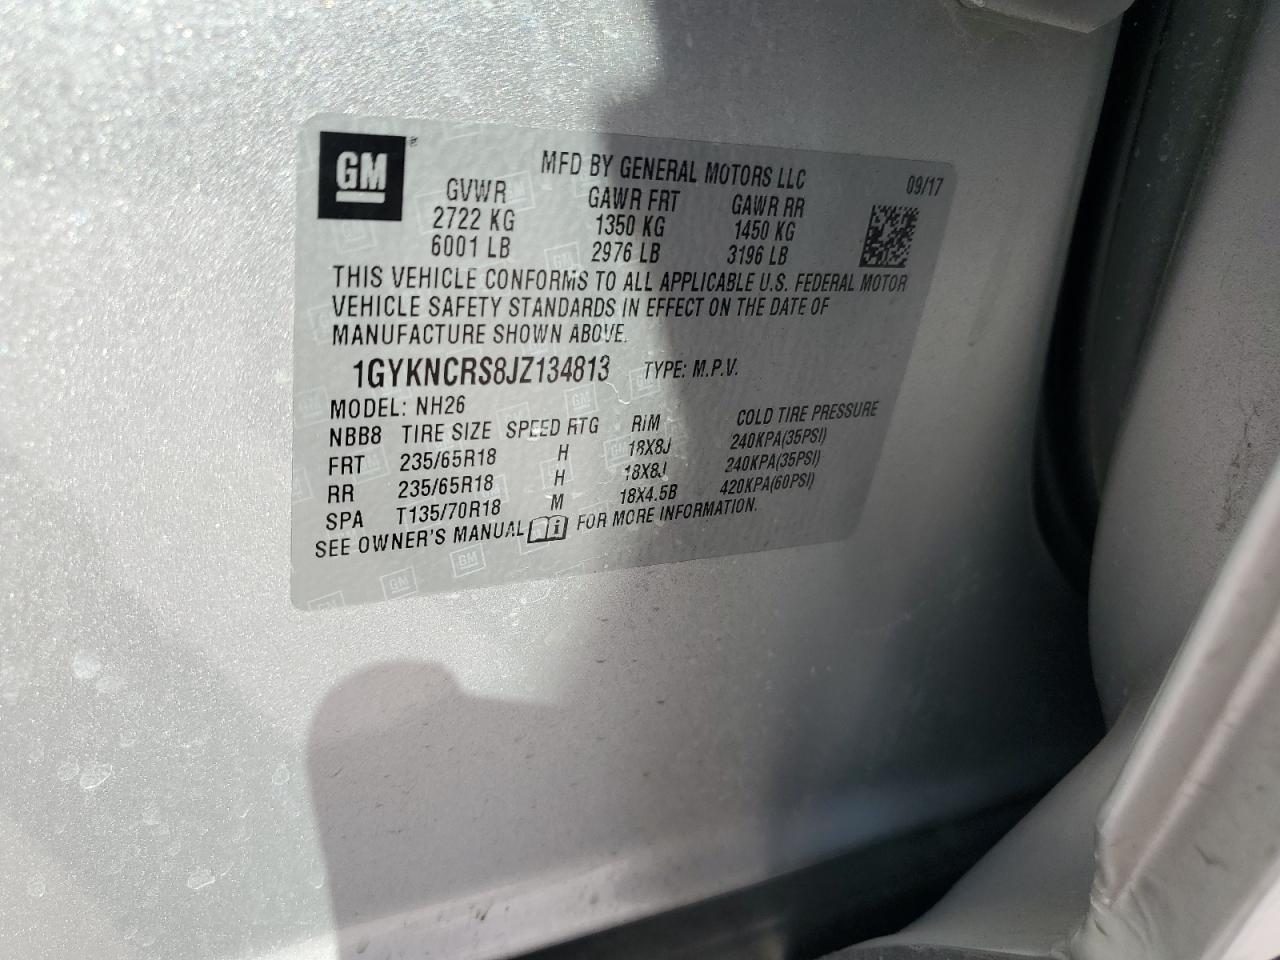 GM
MFD BY GENERAL MOTORS LLC 09/17
GVWR GAWR FRT GAWR RR
2722 KG 1350 KG 1450 KG
6001 LB 2976 LB 3196 LB
THIS VEHICLE CONFORMS TO ALL APPLICABLE U.S. FEDERAL MOTOR
VEHICLE SAFETY STANDARDS IN EFFECT ON THE DATE OF
MANUFACTURE SHOWN ABOVE.
1GYKNCRS8JZ134813 TYPE: M.P.V.
MODEL: NH26
NBB8 TIRE SIZE SPEED RTG RIM COLD TIRE PRESSURE
FRT 235/65R18 H 18X8J 240KPA(35PSI)
RR 235/65R18 H 18X8J 240KPA(35PSI)
SPA T135/70R18 M 18X4.5B 420KPA(60PSI)
SEE OWNER'S MANUAL i FOR MORE INFORMATION.